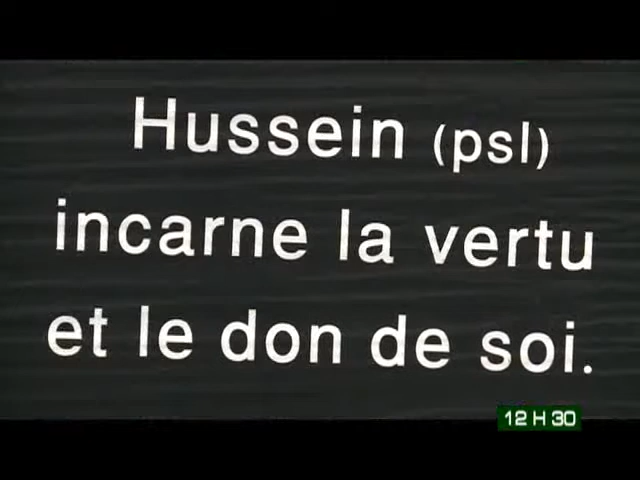 Hussein (psl)
incarne la vertu
et le don de soi.
12 H 30